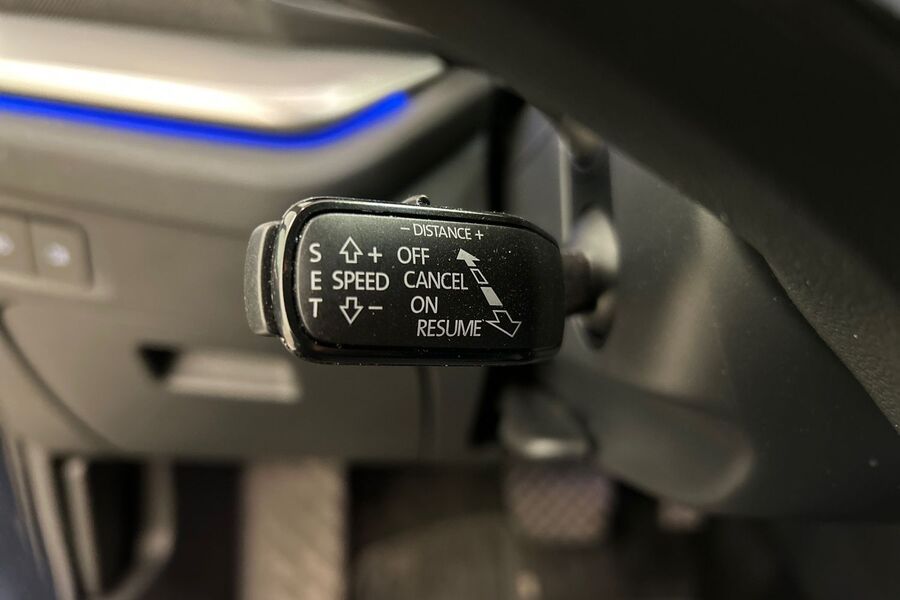 - DISTANCE +
S + OFF
E SPEED CANCEL
T - ON
RESUME